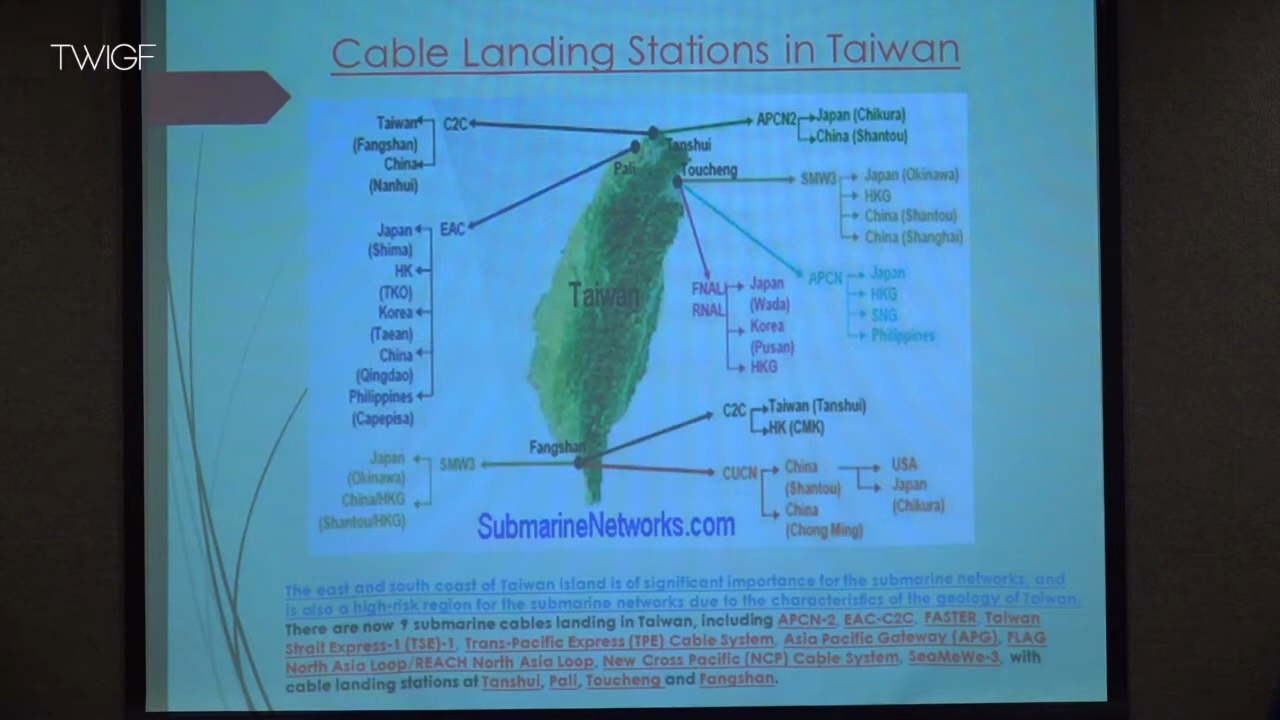 TWIGF
Cable Landing Stations in Taiwan
Taiwan
(Fangshan)
China
(Nanhui)
C2C
APCN2
Japan (Chikura)
China (Shantou)
Tanshui
Pali
Toucheng
SMW3
Japan (Okinawa)
HKG
China (Shantou)
China (Shanghai)
Japan
(Shima)
HK
(TKO)
Korea
(Taean)
China
(Qingdao)
Philippines
(Capepisa)
EAC
Taiwan
FNAL
RNAL
Japan
(Wada)
Korea
(Pusan)
HKG
APCN
Japan
HKG
SNG
Philippines
C2C
Taiwan (Tanshui)
HK (CMK)
Fangshan
Japan
(Okinawa)
China/HKG
(Shantou/HKG)
SMW3
CUCN
China
(Shantou)
China
(Chong Ming)
USA
Japan
(Chikura)
SubmarineNetworks.com
The east and south coast of Taiwan island is of significant importance for the submarine networks, and
is also a high-risk region for the submarine networks due to the characteristics of the geology of Taiwan.
There are now 9 submarine cables landing in Taiwan, including APCN-2, EAC-C2C, FASTER, Taiwan
Strait Express-1 (TSE)-1, Trans-Pacific Express (TPE) Cable System, Asia Pacific Gateway (APG), FLAG
North Asia Loop/REACH North Asia Loop, New Cross Pacific (NCP) Cable System, SeaMeWe-3, with
cable landing stations at Tanshui, Pali, Toucheng and Fangshan.